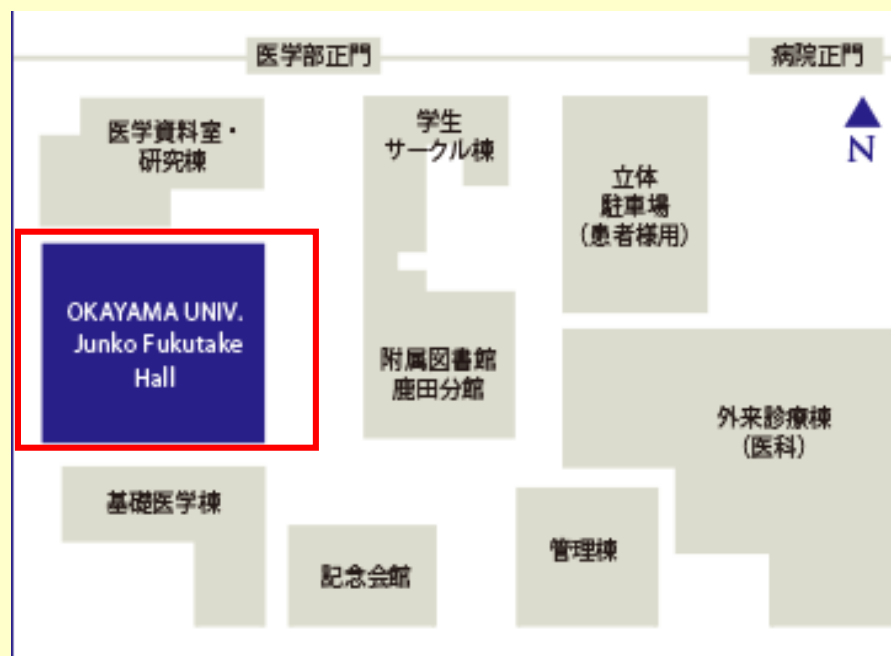 医学部正門
病院正門
医学資料室・
研究棟
学生
サークル棟
立体
駐車場
(患者様用)
N
OKAYAMA UNIV.
Junko Fukutake
Hall
附属図書館
鹿田分館
外来診療棟
(医科)
基礎医学棟
記念会館
管理棟